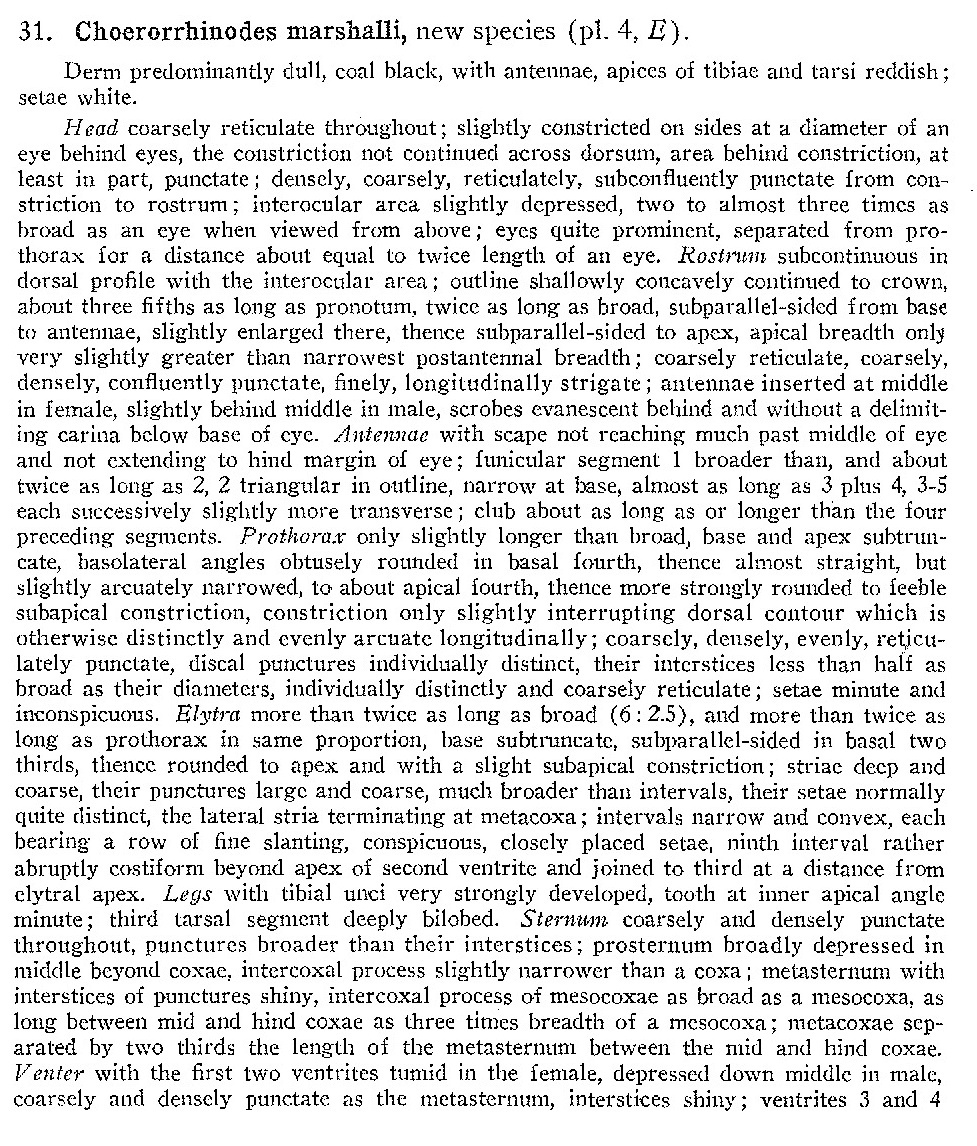 31. Choerorrhinodes marshalli, new species (pl. 4, E).
Derm predominantly dull, coal black, with antennae, apices of tibiae and tarsi reddish;
setae white.
Head coarsely reticulate throughout; slightly constricted on sides at a diameter of an
eye behind eyes, the constriction not continued across dorsum, area behind constriction, at
least in part, punctate; densely, coarsely, reticulately, subconfluently punctate from con-
striction to rostrum; interocular area slightly depressed, two to almost three times as
broad as an eye when viewed from above; eyes quite prominent, separated from pro-
thorax for a distance about equal to twice length of an eye. Rostrum subcontinuous in
dorsal profile with the interocular area; outline shallowly concavely continued to crown,
about three fifths as long as pronotum, twice as long as broad, subparallel-sided from base
to antennae, slightly enlarged there, thence subparallel-sided to apex, apical breadth only
very slightly greater than narrowest postantennal breadth; coarsely reticulate, coarsely,
densely, confluently punctate, finely, longitudinally strigate; antennae inserted at middle
in female, slightly behind middle in male, scrobes evanescent behind and without a delimit-
ing carina below base of eye. Antennae with scape not reaching much past middle of eye
and not extending to hind margin of eye; funicular segment 1 broader than, and about
twice as long as 2, 2 triangular in outline, narrow at base, almost as long as 3 plus 4, 3-5
each successively slightly more transverse; club about as long as or longer than the four
preceding segments. Prothorax only slightly longer than broad, base and apex subtrun-
cate, basolateral angles obtusely rounded in basal fourth, thence almost straight, but
slightly arcuately narrowed, to about apical fourth, thence more strongly rounded to feeble
subapical constriction, constriction only slightly interrupting dorsal contour which is
otherwise distinctly and evenly arcuate longitudinally; coarsely, densely, evenly, reticu-
lately punctate, discal punctures individually distinct, their interstices less than half as
broad as their diameters, individually distinctly and coarsely reticulate; setae minute and
inconspicuous. Elytra more than twice as long as broad (6:2.5), and more than twice as
long as prothorax in same proportion, base subtruncate, subparallel-sided in basal two
thirds, thence rounded to apex and with a slight subapical constriction; striae deep and
coarse, their punctures large and coarse, much broader than intervals, their setae normally
quite distinct, the lateral stria terminating at metacoxa; intervals narrow and convex, each
bearing a row of fine slanting, conspicuous, closely placed setae, ninth interval rather
abruptly costiform beyond apex of second ventrite and joined to third at a distance from
elytral apex. Legs with tibial unci very strongly developed, tooth at inner apical angle
minute; third tarsal segment deeply bilobed. Sternum coarsely and densely punctate
throughout, punctures broader than their interstices; prosternum broadly depressed in
middle beyond coxae, intercoxal process slightly narrower than a coxa; metasternum with
interstices of punctures shiny, intercoxal process of mesocoxae as broad as a mesocoxa, as
long between mid and hind coxae as three times breadth of a mesocoxa; metacoxae sep-
arated by two thirds the length of the metasternum between the mid and hind coxae.
Venter with the first two ventrites tumid in the female, depressed down middle in male,
coarsely and densely punctate as the metasternum, interstices shiny; ventrites 3 and 4